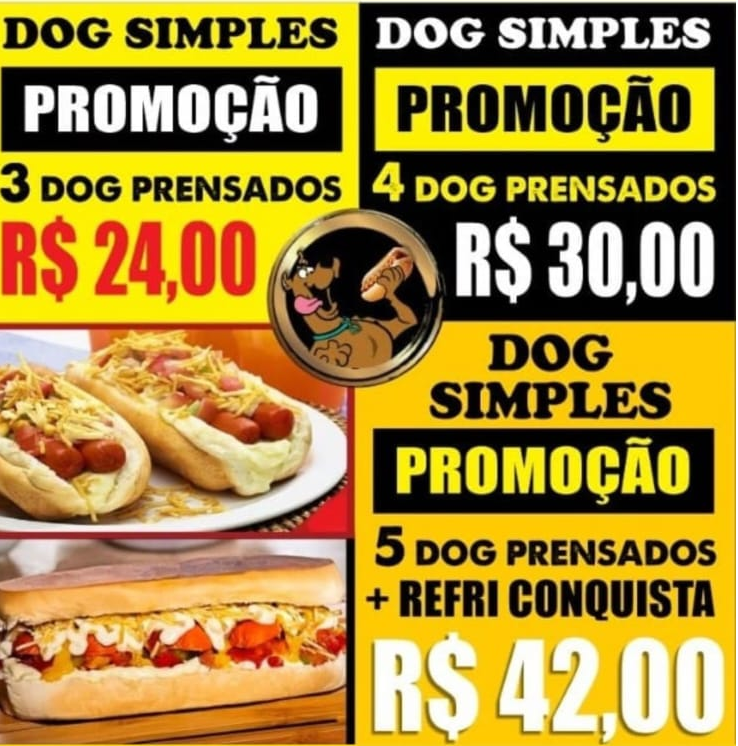 DOG SIMPLES
PROMOÇÃO
3 DOG PRENSADOS
R$ 24,00
DOG SIMPLES
PROMOÇÃO
4 DOG PRENSADOS
R$ 30,00
DOG
SIMPLES
PROMOÇÃO
5 DOG PRENSADOS
+ REFRI CONQUISTA
R$ 42,00